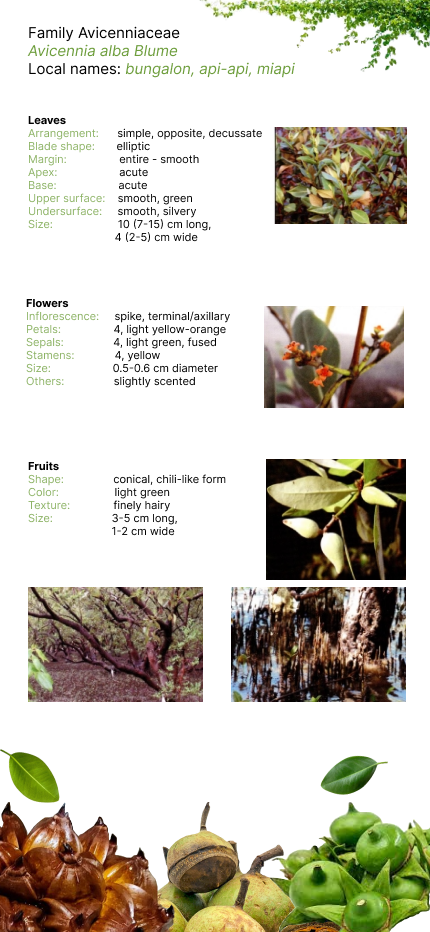 Family Avicenniaceae
Avicennia alba Blume
Local names: bungalon, api-api, miapi
Leaves
Arrangement: simple, opposite, decussate
Blade shape: elliptic
Margin: entire - smooth
Apex: acute
Base: acute
Upper surface: smooth, green
Undersurface: smooth, silvery
Size: 10 (7-15) cm long,
4 (2-5) cm wide
Flowers
Inflorescence: spike, terminal/axillary
Petals: 4, light yellow-orange
Sepals: 4, light green, fused
Stamens: 4, yellow
Size: 0.5-0.6 cm diameter
Others: slightly scented
Fruits
Shape: conical, chili-like form
Color: light green
Texture: finely hairy
Size: 3-5 cm long,
1-2 cm wide